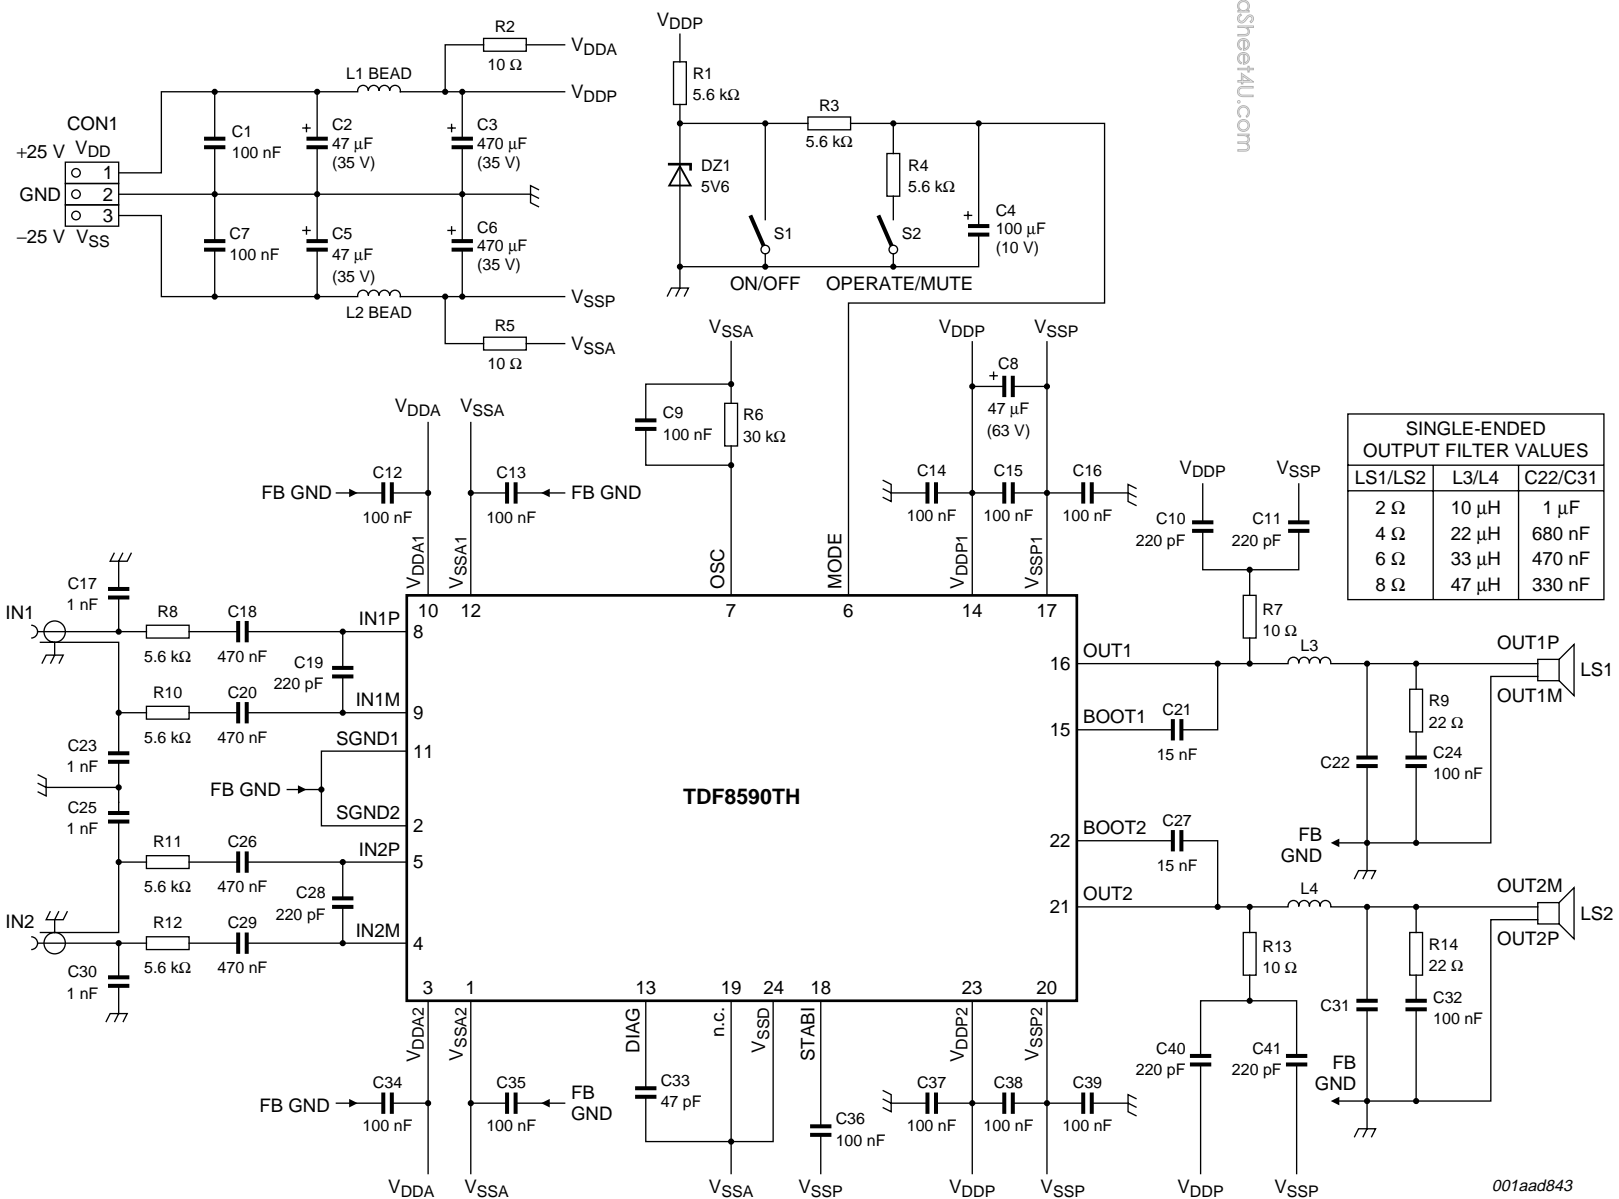 aSheet4U.com
R2
10 Ω
VDDA
L1 BEAD
VDDP
CON1
+25 V VDD
1
GND
2
3
−25 V VSS
C1
100 nF
C2
47 μF
(35 V)
C3
470 μF
(35 V)
C7
100 nF
C5
47 μF
(35 V)
C6
470 μF
(35 V)
+
+
+
+
L2 BEAD
VSSP
R5
10 Ω
VSSA
VDDP
R1
5.6 kΩ
R3
5.6 kΩ
DZ1
5V6
R4
5.6 kΩ
S1
S2
+
C4
100 μF
(10 V)
ON/OFF
OPERATE/MUTE
VDDA
VSSA
FB GND
C12
100 nF
C13
100 nF
FB GND
VSSA
C9
100 nF
R6
30 kΩ
VDDP
VSSP
+
C8
47 μF
(63 V)
C14
100 nF
C15
100 nF
C16
100 nF
VDDP
VSSP
C10
220 pF
C11
220 pF
R7
10 Ω
SINGLE-ENDED
OUTPUT FILTER VALUES
LS1/LS2 L3/L4 C22/C31
2 Ω 10 μH 1 μF
4 Ω 22 μH 680 nF
6 Ω 33 μH 470 nF
8 Ω 47 μH 330 nF
VDDA1
VSSA1
OSC
MODE
VDDP1
VSSP1
10
12
7
6
14
17
C17
1 nF
IN1
R8
5.6 kΩ
C18
470 nF
IN1P
8
C19
220 pF
R10
5.6 kΩ
C20
470 nF
IN1M
9
C23
1 nF
SGND1
11
FB GND
C25
1 nF
SGND2
2
R11
5.6 kΩ
C26
470 nF
IN2P
5
C28
220 pF
IN2
R12
5.6 kΩ
C29
470 nF
IN2M
4
C30
1 nF
TDF8590TH
16
OUT1
L3
OUT1P
LS1
OUT1M
15
BOOT1
C21
15 nF
R9
22 Ω
C22
C24
100 nF
22
BOOT2
C27
15 nF
FB
GND
21
OUT2
L4
OUT2M
LS2
OUT2P
R13
10 Ω
R14
22 Ω
C31
C32
100 nF
C40
220 pF
C41
220 pF
FB
GND
3
1
13
19
24
18
23
20
VDDA2
VSSA2
DIAG
n.c.
VSSD
STABI
VDDP2
VSSP2
FB GND
C34
100 nF
C35
100 nF
FB
GND
C33
47 pF
C36
100 nF
C37
100 nF
C38
100 nF
C39
100 nF
VDDA
VSSA
VSSA
VSSP
VDDP
VSSP
VDDP
VSSP
001aad843